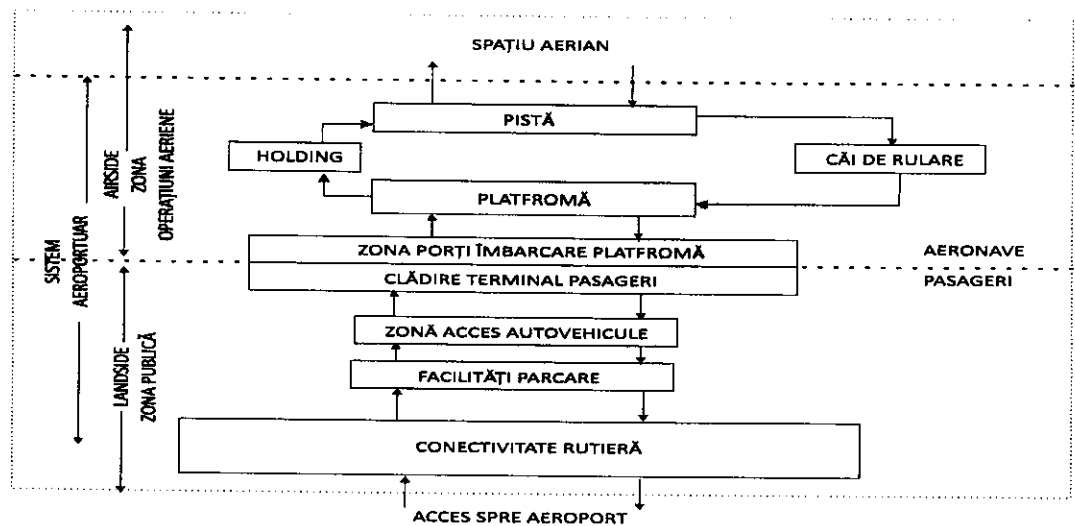 SPAȚIU AERIAN
PISTĂ
HOLDING
CĂI DE RULARE
PLATFROMĂ
ZONA PORȚI ÎMBARCARE PLATFROMĂ
AERONAVE
CLĂDIRE TERMINAL PASAGERI
PASAGERI
ZONĂ ACCES AUTOVEHICULE
FACILITĂȚI PARCARE
CONECTIVITATE RUTIERĂ
ACCES SPRE AEROPORT
SISTEM
AEROPORTUAR
AIRSIDE
ZONA
OPERAȚIUNI AERIENE
LANDSIDE
ZONA PUBLICĂ